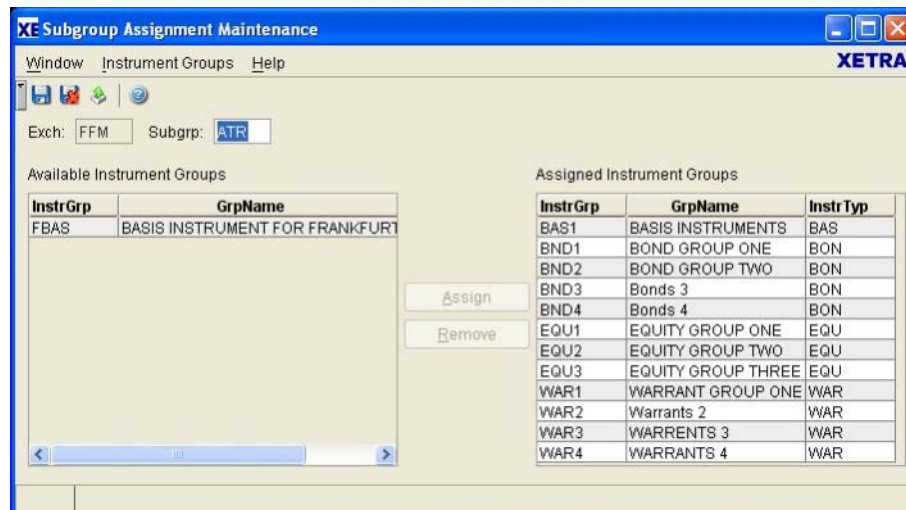 XE Subgroup Assignment Maintenance
Window Instrument Groups Help XETRA
Exch: FFM Subgrp: ATR
Available Instrument Groups
InstrGrp GrpName
FBAS BASIS INSTRUMENT FOR FRANKFURT
Assign
Remove
Assigned Instrument Groups
InstrGrp GrpName InstrTyp
BAS1 BASIS INSTRUMENTS BAS
BND1 BOND GROUP ONE BON
BND2 BOND GROUP TWO BON
BND3 Bonds 3 BON
BND4 Bonds 4 BON
EQU1 EQUITY GROUP ONE EQU
EQU2 EQUITY GROUP TWO EQU
EQU3 EQUITY GROUP THREE EQU
WAR1 WARRANT GROUP ONE WAR
WAR2 Warrants 2 WAR
WAR3 WARRENTS 3 WAR
WAR4 WARRANTS 4 WAR